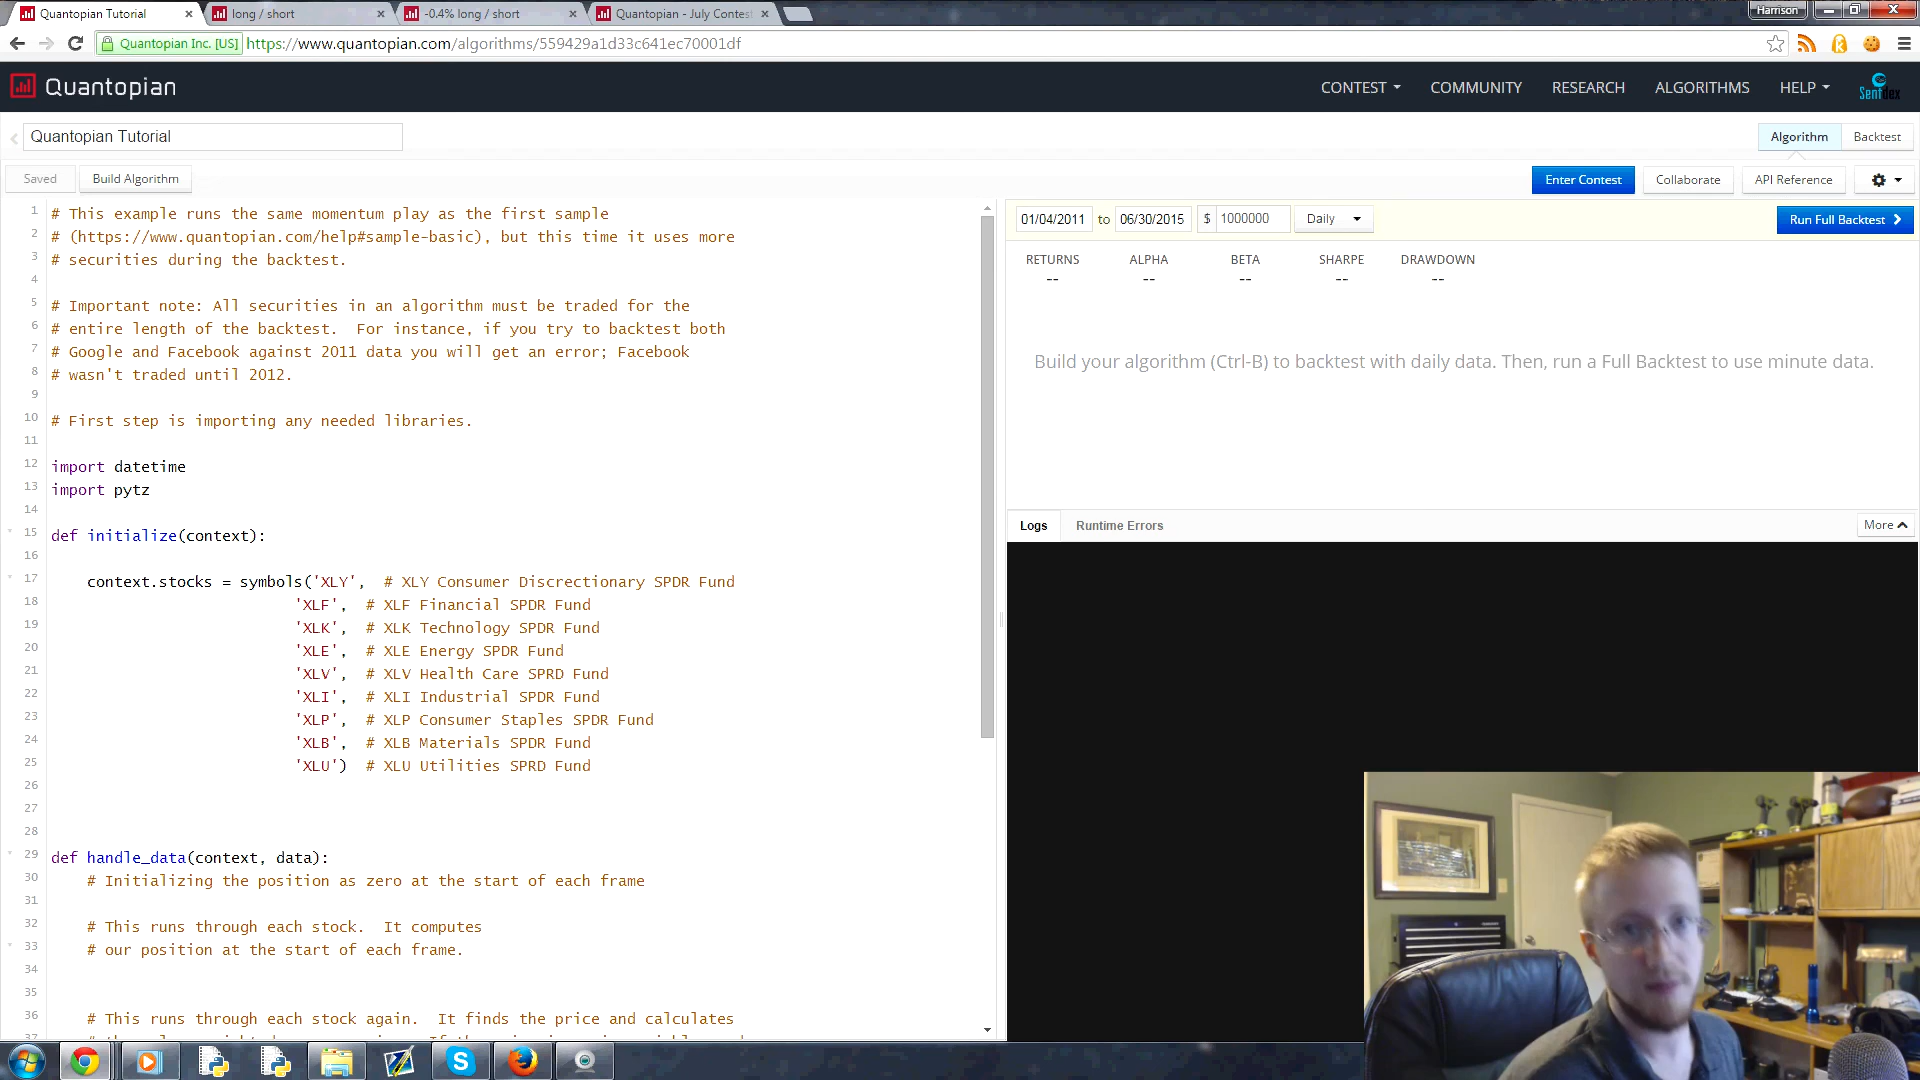 Quantopian Tutorial
long / short
-0.4% long / short
Quantopian - July Contes
Harrison
Quantopian Inc. [US]
https://www.quantopian.com/algorithms/559429a1d33c641ec70001df
Quantopian
CONTEST
COMMUNITY
RESEARCH
ALGORITHMS
HELP
Sentdex
Quantopian Tutorial
Algorithm
Backtest
Saved
Build Algorithm
Enter Contest
Collaborate
API Reference
1 # This example runs the same momentum play as the first sample
2 # (https://www.quantopian.com/help#sample-basic), but this time it uses more
3 # securities during the backtest.
4
5 # Important note: All securities in an algorithm must be traded for the
6 # entire length of the backtest.  For instance, if you try to backtest both
7 # Google and Facebook against 2011 data you will get an error; Facebook
8 # wasn't traded until 2012.
9
10 # First step is importing any needed libraries.
11
12 import datetime
13 import pytz
14
15 def initialize(context):
16
17     context.stocks = symbols('XLY',  # XLY Consumer Discrectionary SPDR Fund
18                            'XLF',  # XLF Financial SPDR Fund
19                            'XLK',  # XLK Technology SPDR Fund
20                            'XLE',  # XLE Energy SPDR Fund
21                            'XLV',  # XLV Health Care SPRD Fund
22                            'XLI',  # XLI Industrial SPDR Fund
23                            'XLP',  # XLP Consumer Staples SPDR Fund
24                            'XLB',  # XLB Materials SPDR Fund
25                            'XLU')  # XLU Utilities SPRD Fund
26
27
28
29 def handle_data(context, data):
30     # Initializing the position as zero at the start of each frame
31
32     # This runs through each stock.  It computes
33     # our position at the start of each frame.
34
35
36     # This runs through each stock again.  It finds the price and calculates
37
01/04/2011 to 06/30/2015 $ 1000000 Daily
Run Full Backtest
RETURNS ALPHA BETA SHARPE DRAWDOWN
-- -- -- -- --
Build your algorithm (Ctrl-B) to backtest with daily data. Then, run a Full Backtest to use minute data.
Logs
Runtime Errors
More